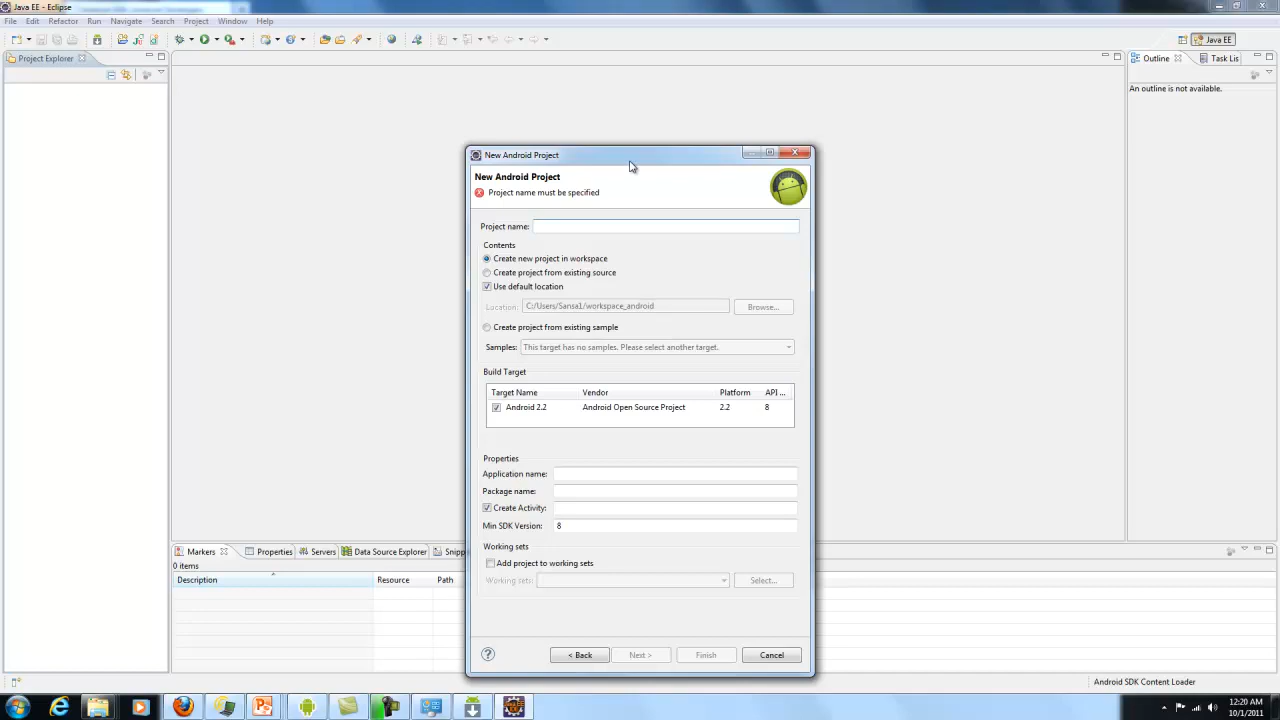 Java EE - Eclipse
File Edit Refactor Run Navigate Search Project Window Help
Java EE
Project Explorer
Outline Task Lis
An outline is not available.
New Android Project
New Android Project
Project name must be specified
Project name:
Contents
Create new project in workspace
Create project from existing source
Use default location
Location: C:/Users/Sansa1/workspace_android Browse...
Create project from existing sample
Samples: This target has no samples. Please select another target.
Build Target
Target Name Vendor Platform API ...
Android 2.2 Android Open Source Project 2.2 8
Properties
Application name:
Package name:
Create Activity:
Min SDK Version: 8
Working sets
Add project to working sets
Working sets: Select...
< Back Next > Finish Cancel
Markers Properties Servers Data Source Explorer Snipp
0 items
Description Resource Path
Android SDK Content Loader
12:20 AM
10/1/2011